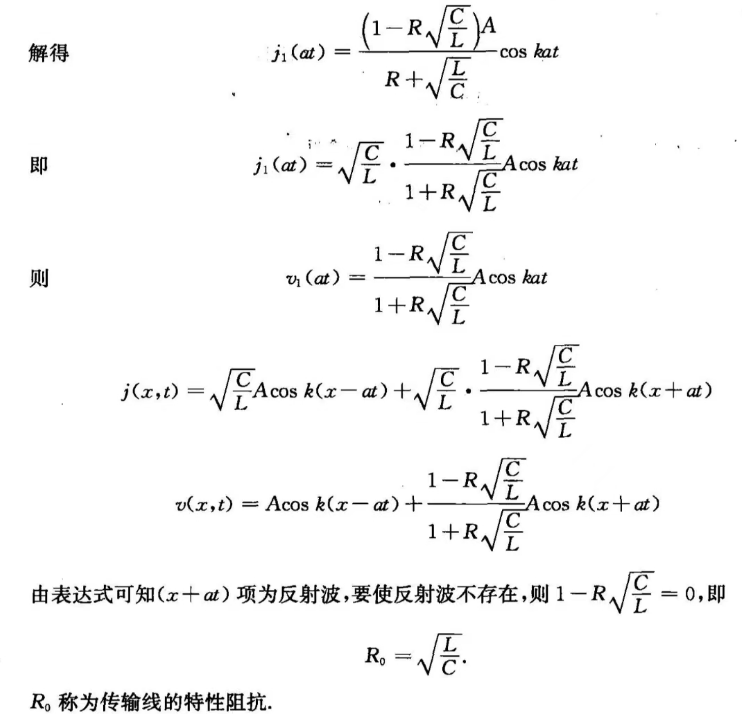 解得 $j_1(at) = \frac{\left(1-R\sqrt{\frac{C}{L}}\right)A}{R+\sqrt{\frac{L}{C}}}\cos kat$
即 $j_1(at) = \sqrt{\frac{C}{L}} \cdot \frac{1-R\sqrt{\frac{C}{L}}}{1+R\sqrt{\frac{C}{L}}}A\cos kat$
则 $v_1(at) = \frac{1-R\sqrt{\frac{C}{L}}}{1+R\sqrt{\frac{C}{L}}}A\cos kat$
$j(x,t) = \sqrt{\frac{C}{L}}A\cos k(x-at)+\sqrt{\frac{C}{L}} \cdot \frac{1-R\sqrt{\frac{C}{L}}}{1+R\sqrt{\frac{C}{L}}}A\cos k(x+at)$
$v(x,t) = A\cos k(x-at)+\frac{1-R\sqrt{\frac{C}{L}}}{1+R\sqrt{\frac{C}{L}}}A\cos k(x+at)$
由表达式可知(x+at)项为反射波,要使反射波不存在,则 $1-R\sqrt{\frac{C}{L}} = 0$,即
$R_0 = \sqrt{\frac{L}{C}}.$
$R_0$ 称为传输线的特性阻抗.